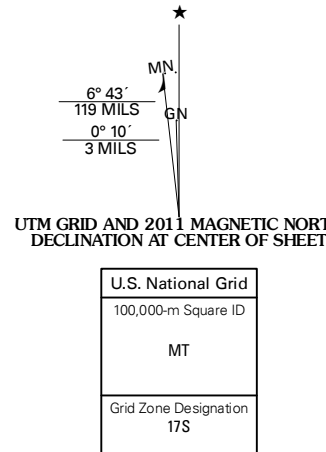 MN.
6° 43´
119 MILS
GN
0° 10´
3 MILS
UTM GRID AND 2011 MAGNETIC NORT
DECLINATION AT CENTER OF SHEET
U.S. National Grid
100,000-m Square ID
MT
Grid Zone Designation
17S